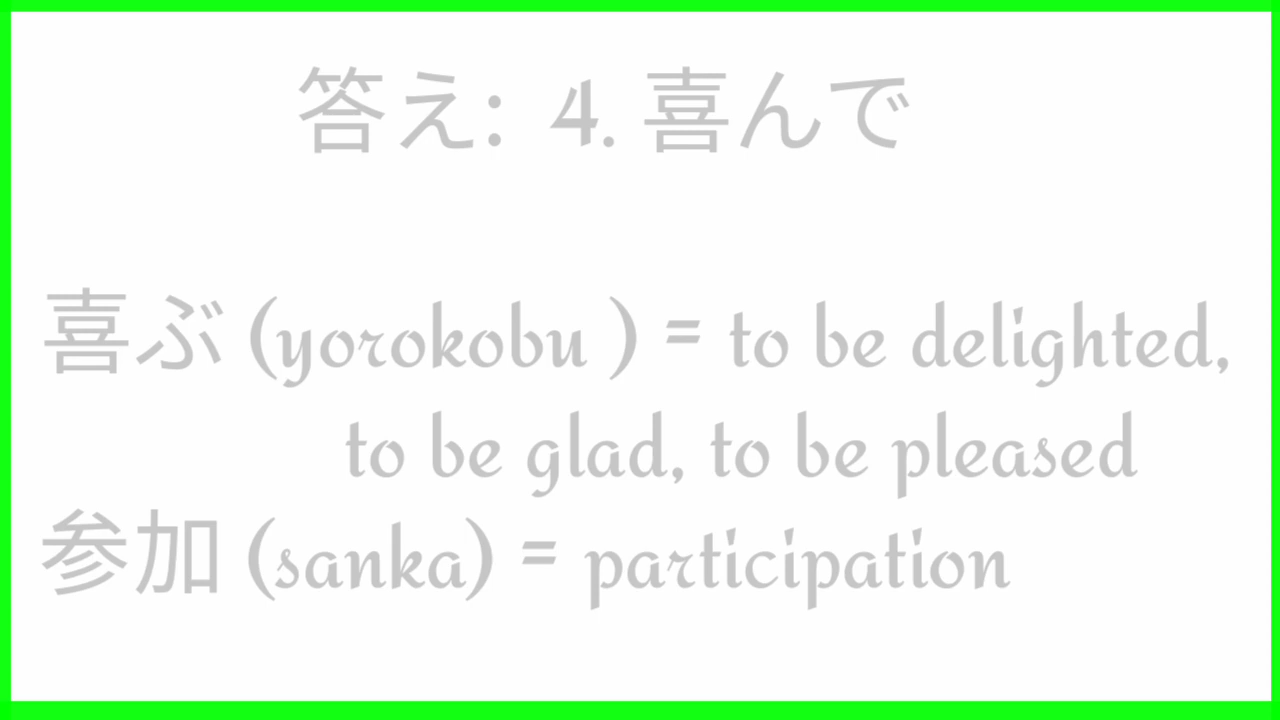 答え: 4. 喜んで
喜ぶ (yorokobu ) = to be delighted,
to be glad, to be pleased
参加 (sanka) = participation